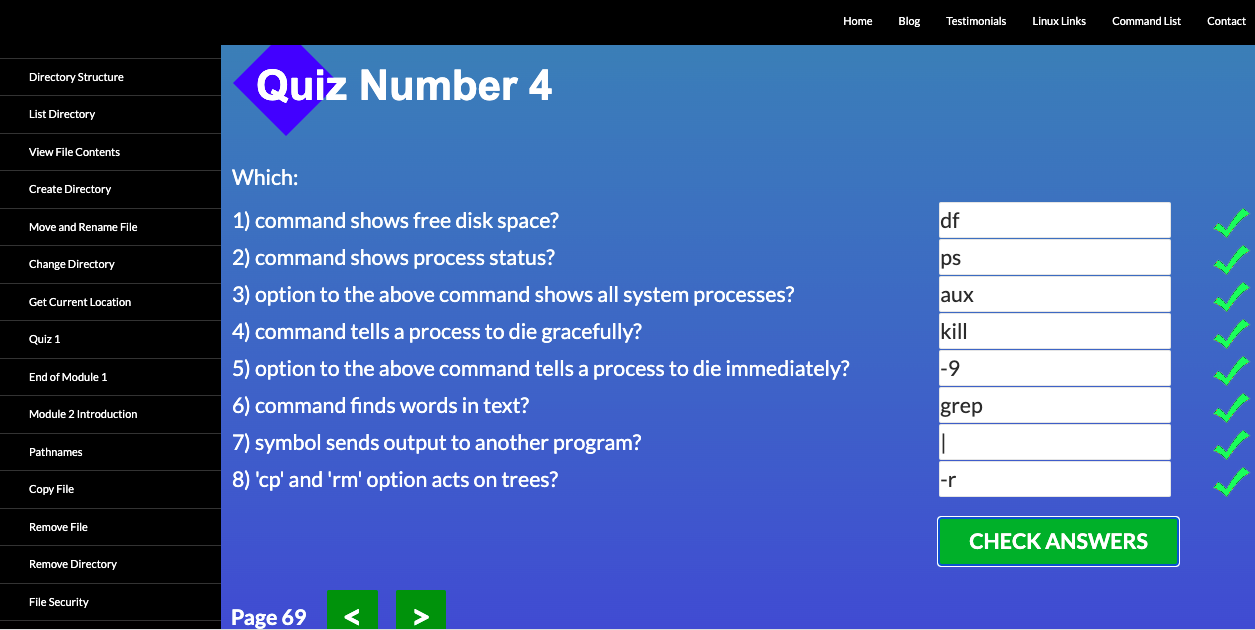 Home Blog Testimonials Linux Links Command List Contact
Directory Structure
List Directory
View File Contents
Create Directory
Move and Rename File
Change Directory
Get Current Location
Quiz 1
End of Module 1
Module 2 Introduction
Pathnames
Copy File
Remove File
Remove Directory
File Security
Quiz Number 4
Which:
1) command shows free disk space? df
2) command shows process status? ps
3) option to the above command shows all system processes? aux
4) command tells a process to die gracefully? kill
5) option to the above command tells a process to die immediately? -9
6) command finds words in text? grep
7) symbol sends output to another program? |
8) 'cp' and 'rm' option acts on trees? -r
CHECK ANSWERS
Page 69 < >